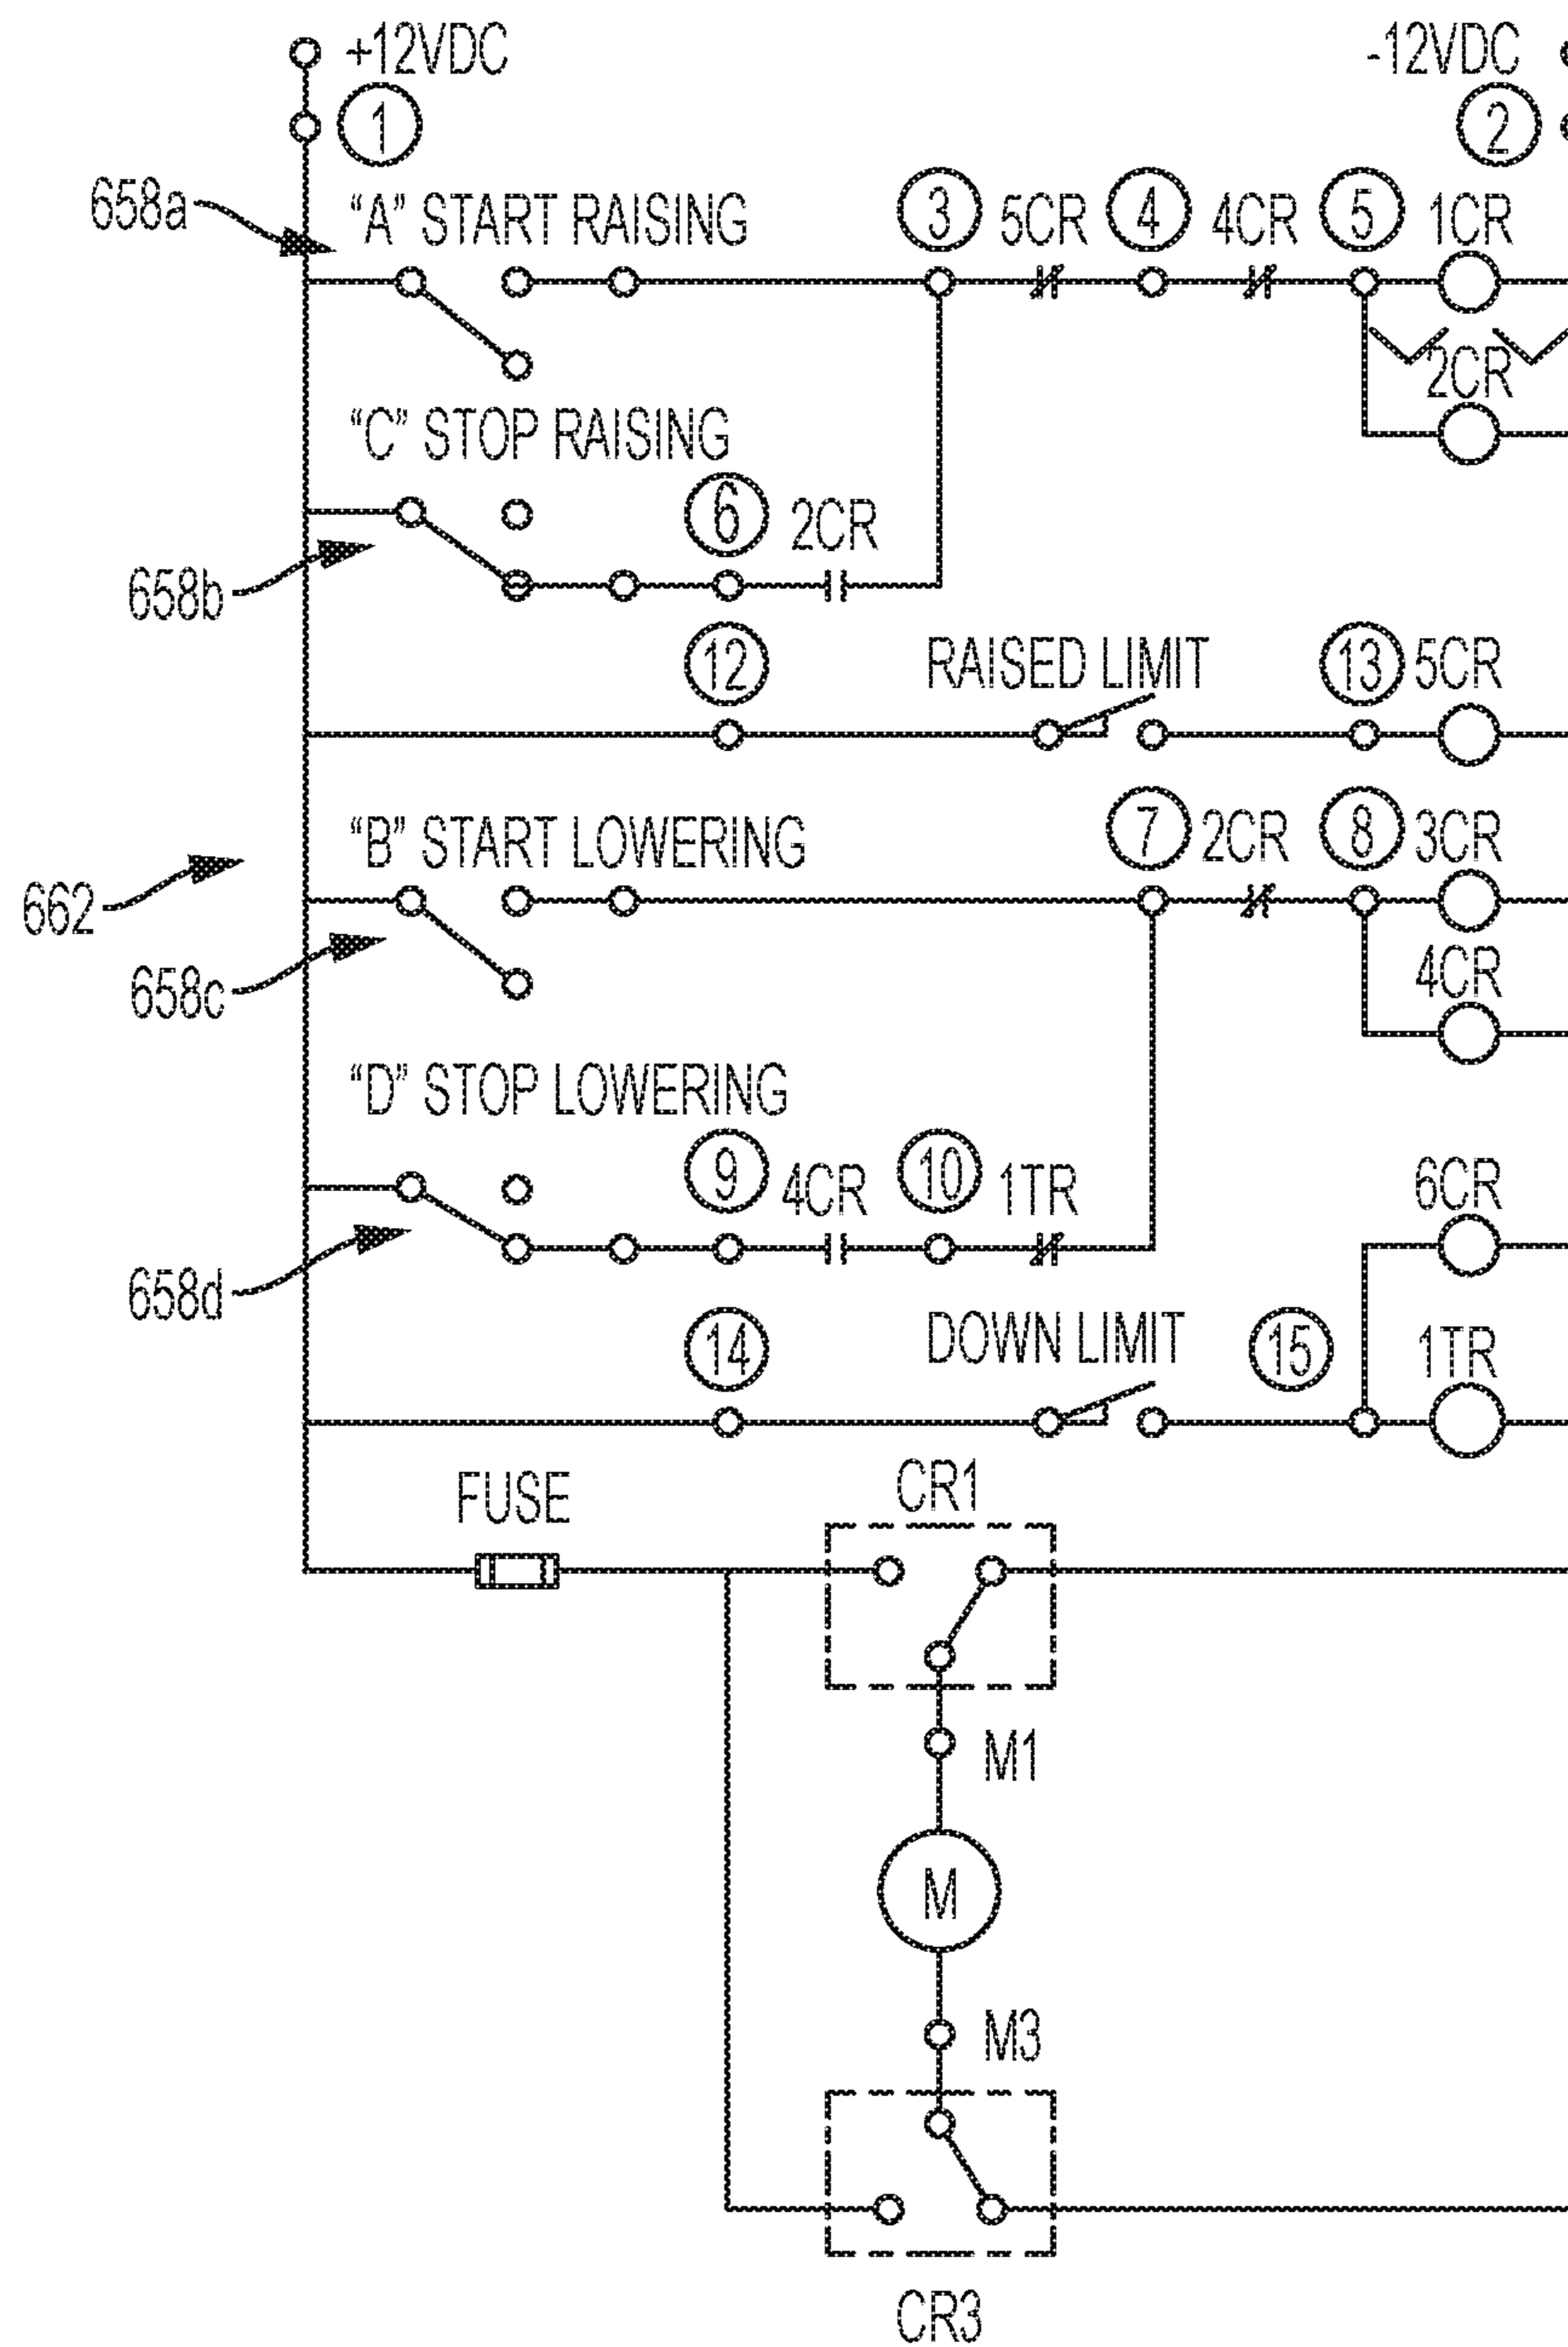 +12VDC
-12VDC
1
2
658a
"A" START RAISING
3
5CR
4
4CR
5
1CR
2CR
"C" STOP RAISING
6
2CR
658b
12
RAISED LIMIT
13
5CR
"B" START LOWERING
7
2CR
8
3CR
662
658c
4CR
"D" STOP LOWERING
9
4CR
10
1TR
6CR
658d
14
DOWN LIMIT
15
1TR
FUSE
CR1
M1
M
M3
CR3